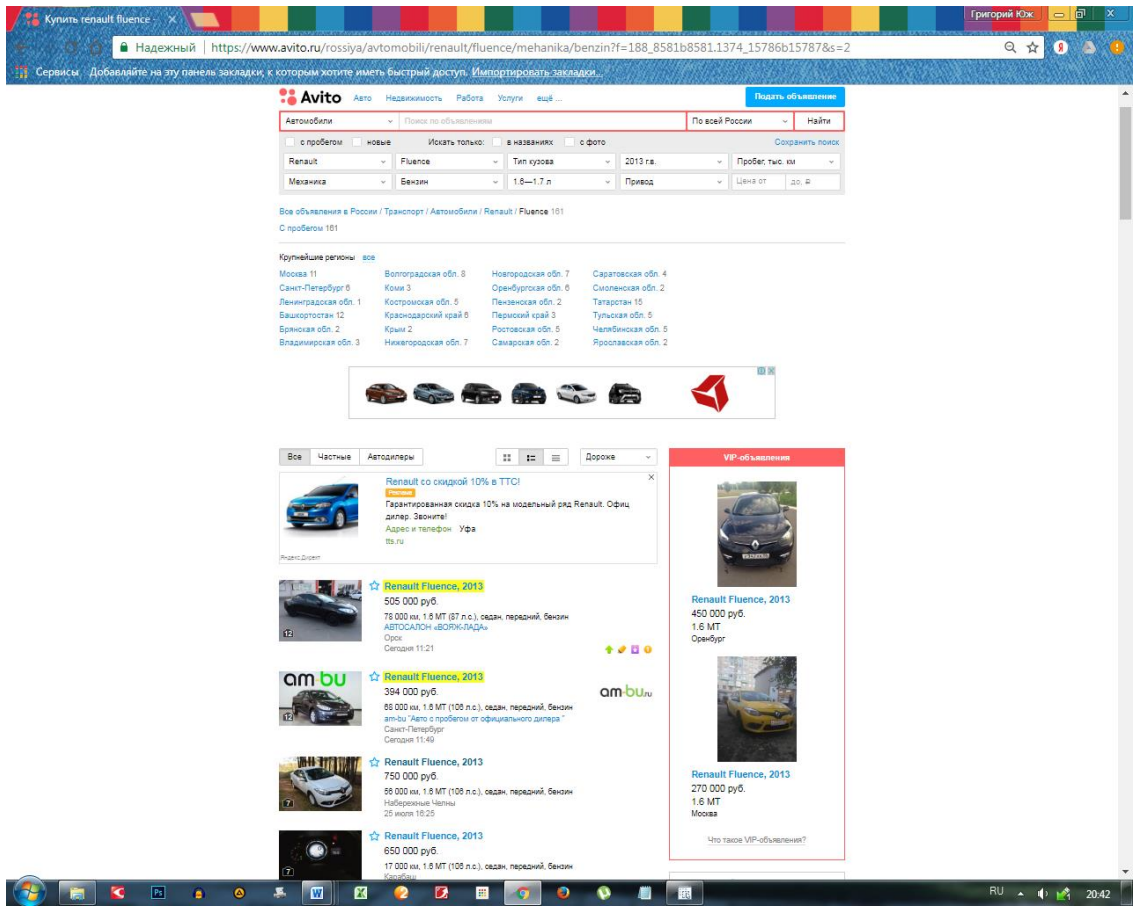 Купить renault fluence -
Григорий Юж
Надежный | https://www.avito.ru/rossiya/avtomobili/renault/fluence/mehanika/benzin?f=188_8581b8581.1374_15786b15787&s=2
Сервисы Добавляйте на эту панель закладки, к которым хотите иметь быстрый доступ. Импортировать закладки...
Avito Авто Недвижимость Работа Услуги ещё ... Подать объявление
Автомобили Поиск по объявлениям По всей России Найти
с пробегом новые Искать только: в названиях с фото Сохранить поиск
Renault Fluence Тип кузова 2013 г.в. Пробег, тыс. км
Механика Бензин 1.6—1.7 л Привод Цена от до, ₽
Все объявления в России / Транспорт / Автомобили / Renault / Fluence 161
С пробегом 161
Крупнейшие регионы все
Москва 11 Волгоградская обл. 8 Новгородская обл. 7 Саратовская обл. 4
Санкт-Петербург 6 Коми 3 Оренбургская обл. 6 Смоленская обл. 2
Ленинградская обл. 1 Костромская обл. 5 Пензенская обл. 2 Татарстан 15
Башкортостан 12 Краснодарский край 6 Пермский край 3 Тульская обл. 5
Брянская обл. 2 Крым 2 Ростовская обл. 5 Челябинская обл. 5
Владимирская обл. 3 Нижегородская обл. 7 Самарская обл. 2 Ярославская обл. 2
Все Частные Автодилеры Дороже
Renault со скидкой 10% в ТТС!
Реклама
Гарантированная скидка 10% на модельный ряд Renault. Офиц.
дилер. Звоните!
Адрес и телефон Уфа
tts.ru
Яндекс.Директ
Renault Fluence, 2013
505 000 руб.
78 000 км, 1.6 МТ (87 л.с.), седан, передний, бензин
АВТОСАЛОН «ВОЯЖ-ЛАДА»
Орск
Сегодня 11:21
12
am-bu
Renault Fluence, 2013
394 000 руб.
am-bu.ru
68 000 км, 1.6 МТ (106 л.с.), седан, передний, бензин
am-bu "Авто с пробегом от официального дилера "
Санкт-Петербург
Сегодня 11:49
12
Renault Fluence, 2013
750 000 руб.
56 000 км, 1.6 МТ (106 л.с.), седан, передний, бензин
Набережные Челны
25 июля 16:25
7
Renault Fluence, 2013
650 000 руб.
17 000 км, 1.6 МТ (106 л.с.), седан, передний, бензин
Карабаш
7
VIP-объявления
Renault Fluence, 2013
450 000 руб.
1.6 МТ
Оренбург
Renault Fluence, 2013
270 000 руб.
1.6 МТ
Москва
Что такое VIP-объявления?
RU 20:42